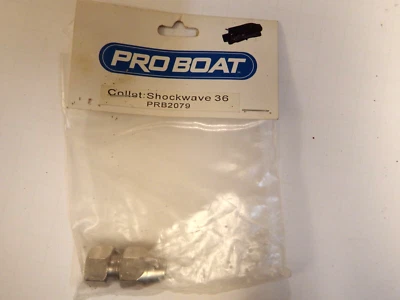 PRO BOAT
Collet:Shockwave 36
PRB2079